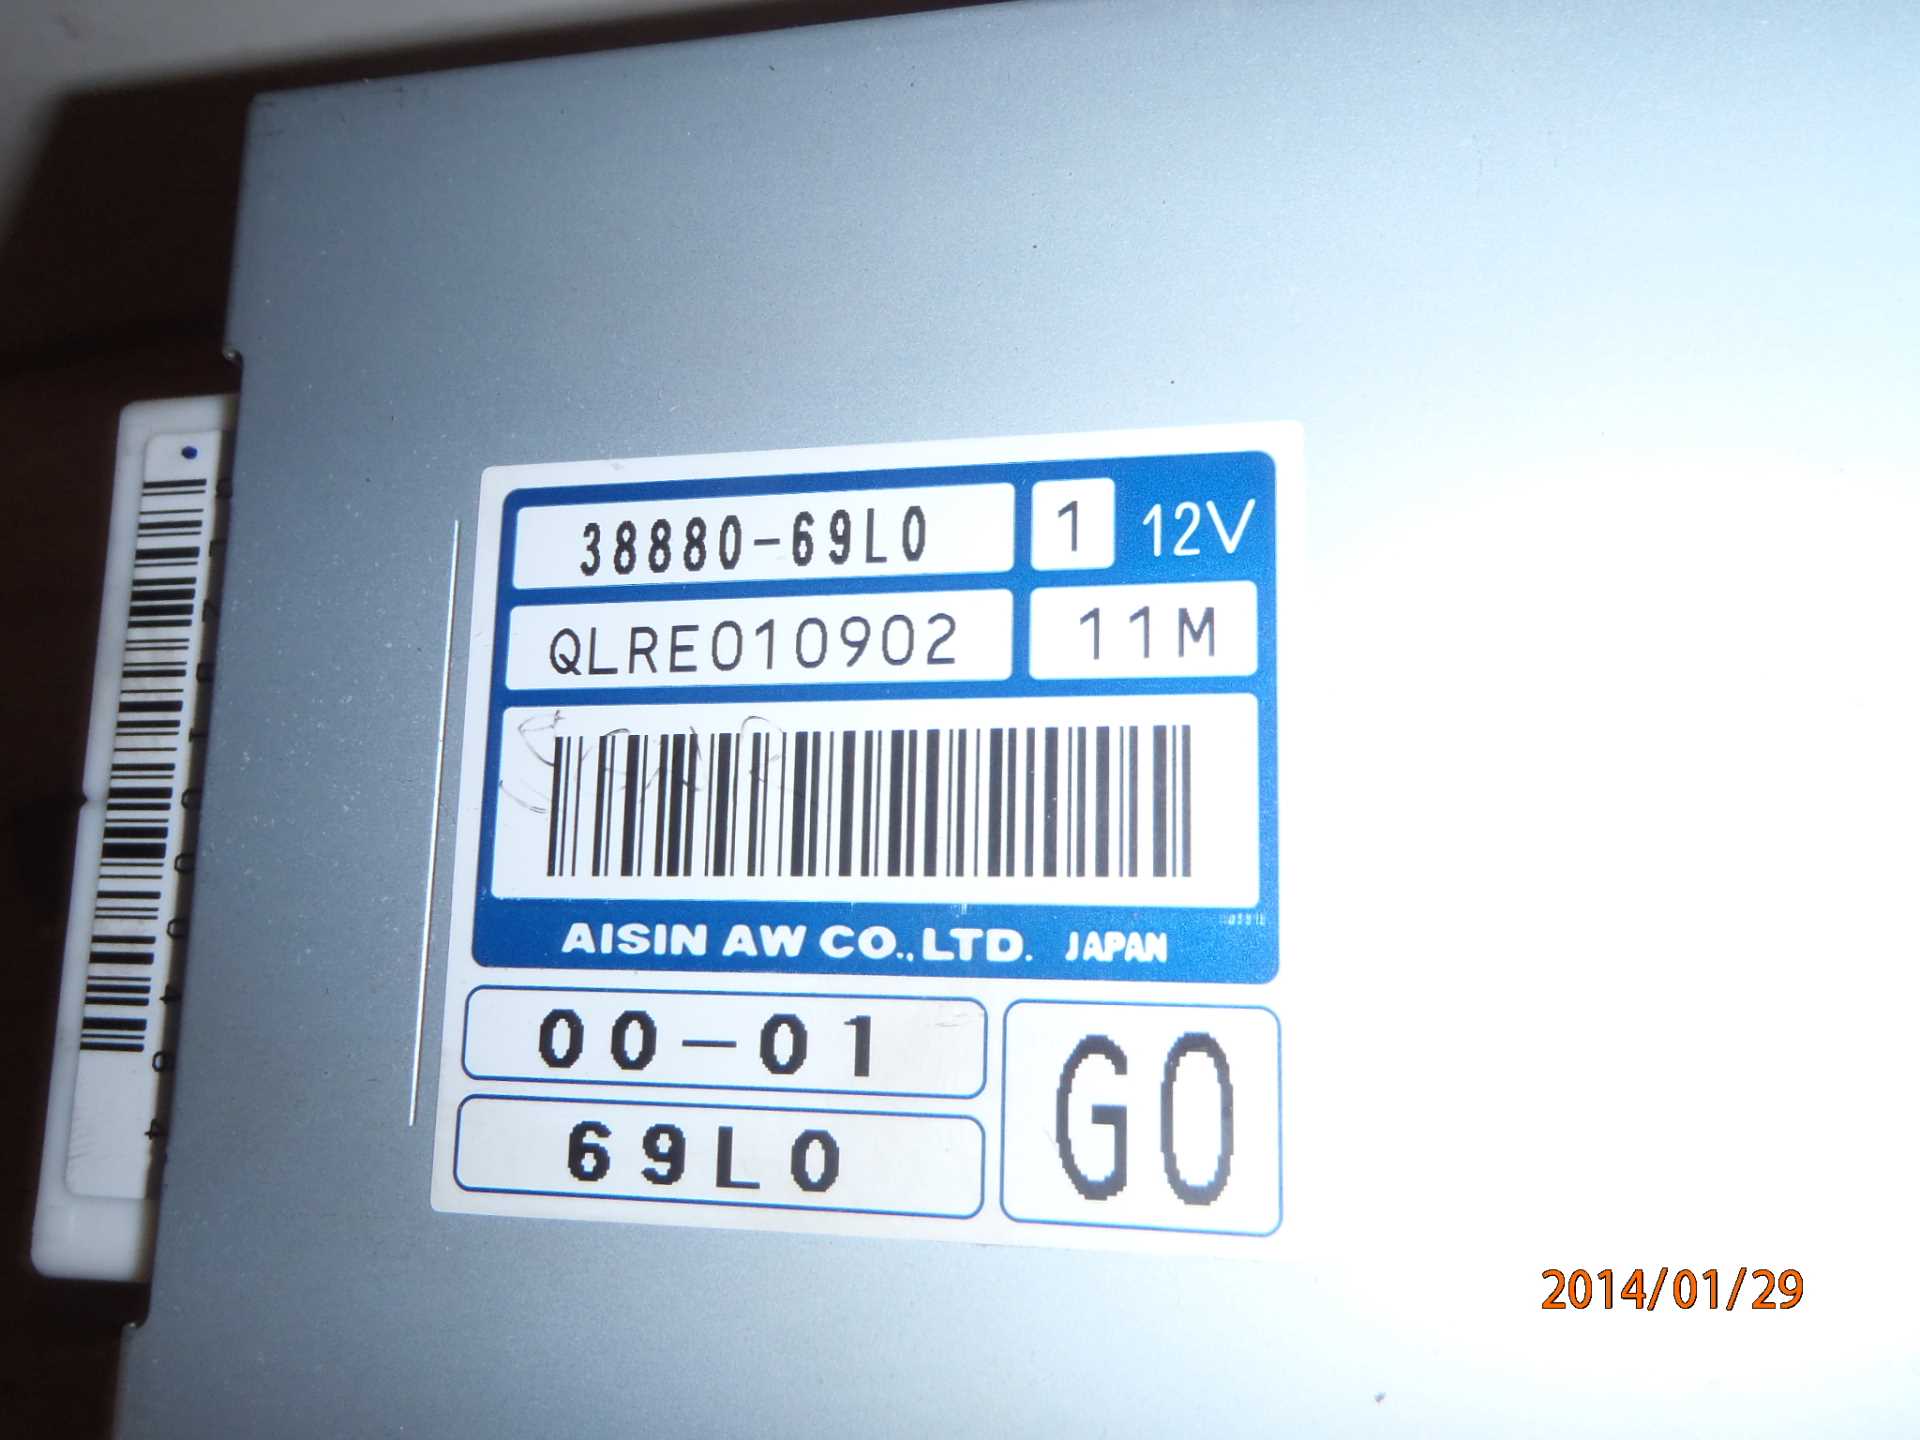 38880-69L0 1 12V
QLRE010902 11M
AISIN AW CO., LTD. JAPAN
00-01
69L0
G0
2014/01/29